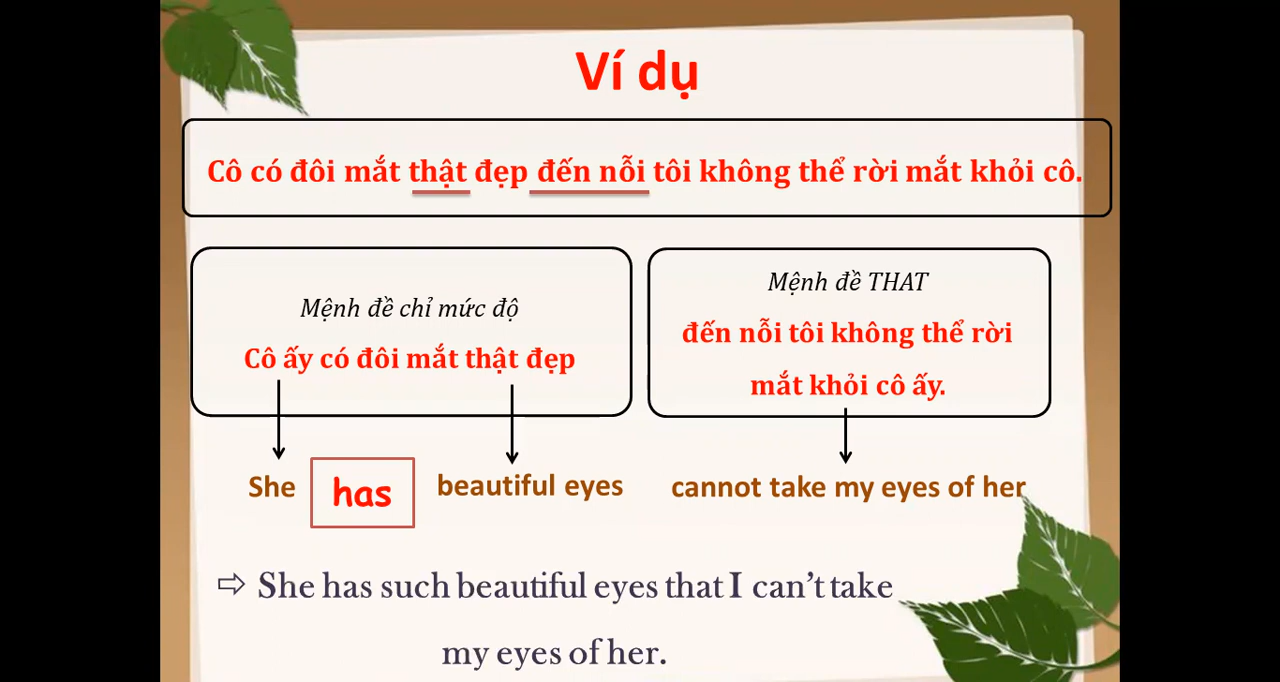 Ví dụ
Cô có đôi mắt thật đẹp đến nỗi tôi không thể rời mắt khỏi cô.
Mệnh đề chỉ mức độ
Cô ấy có đôi mắt thật đẹp
Mệnh đề THAT
đến nỗi tôi không thể rời
mắt khỏi cô ấy.
She has beautiful eyes cannot take my eyes of her
⇨ She has such beautiful eyes that I can't take
my eyes of her.